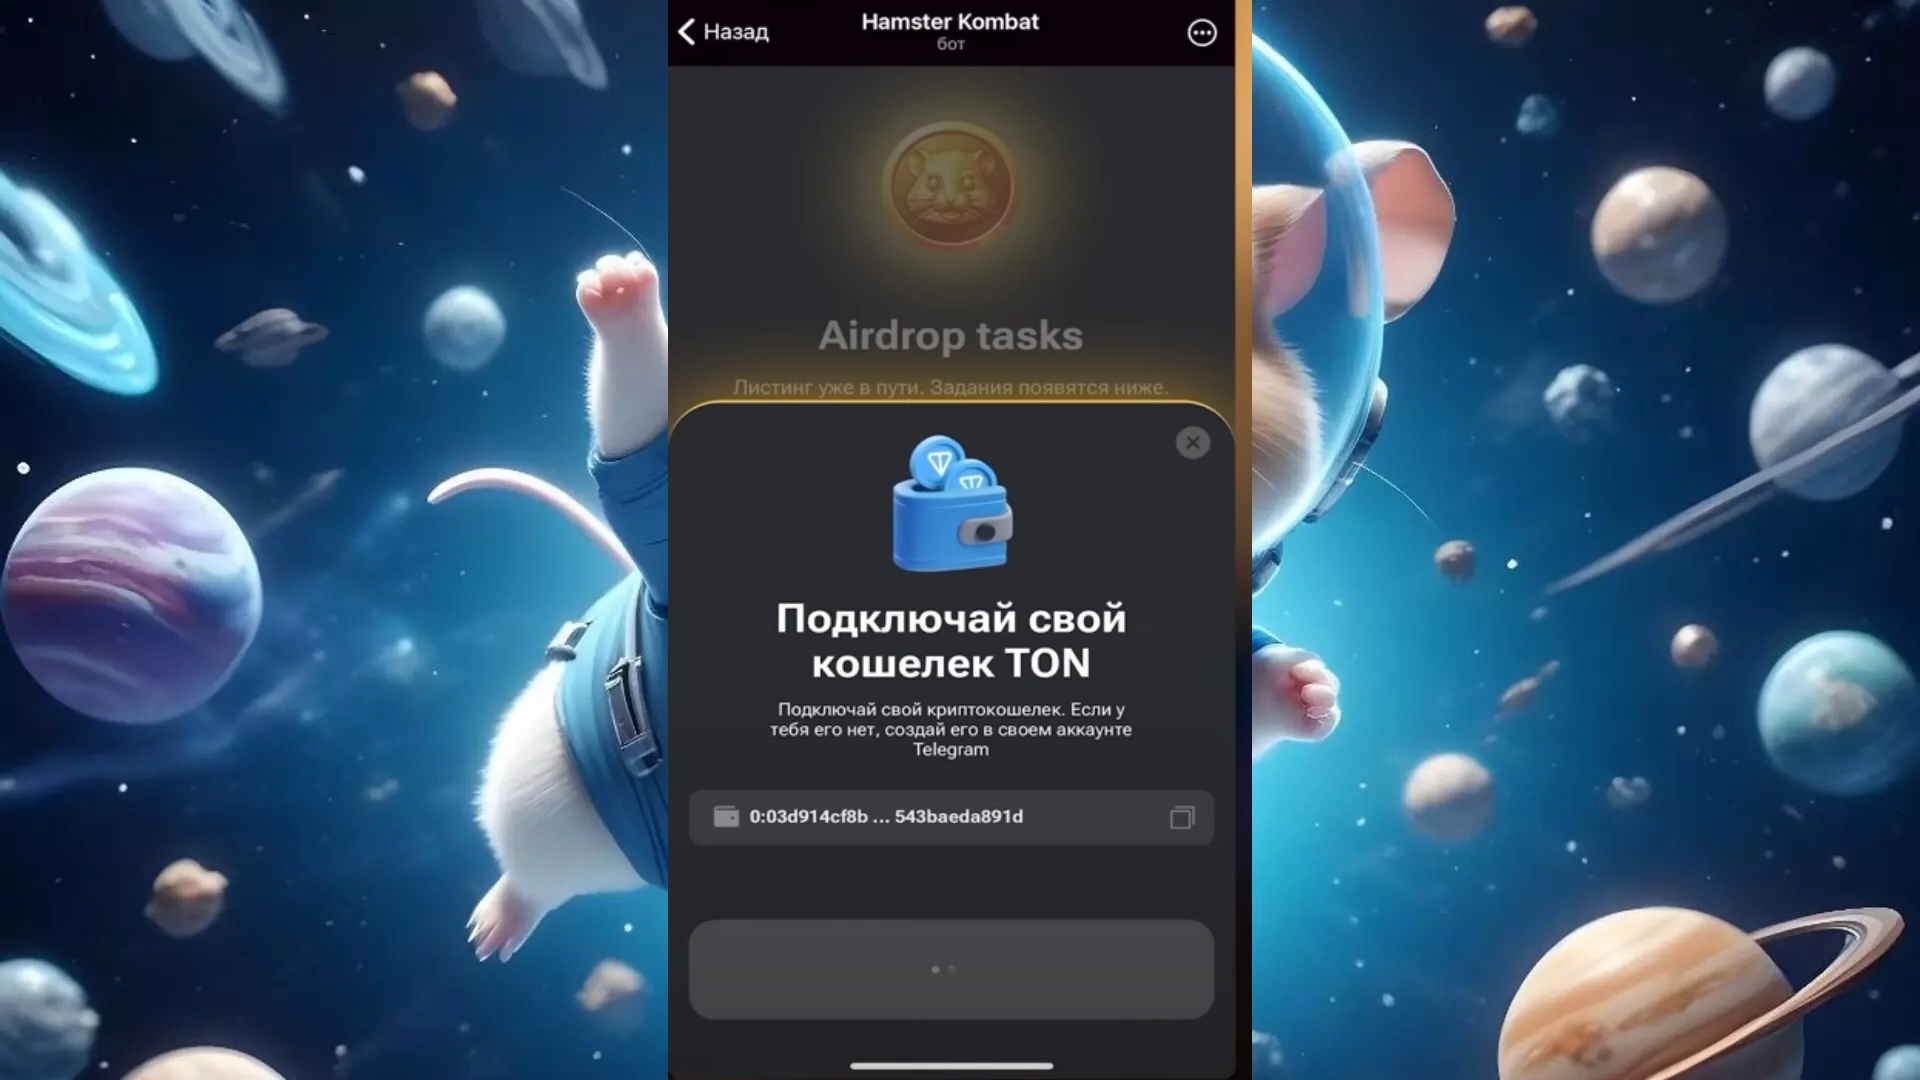 Назад
Hamster Kombat
бот
Airdrop tasks
Листинг уже в пути. Задания появятся ниже.
Подключай свой
кошелек TON
Подключай свой криптокошелек. Если у
тебя его нет, создай его в своем аккаунте
Telegram
0:03d914cf8b ... 543baeda891d